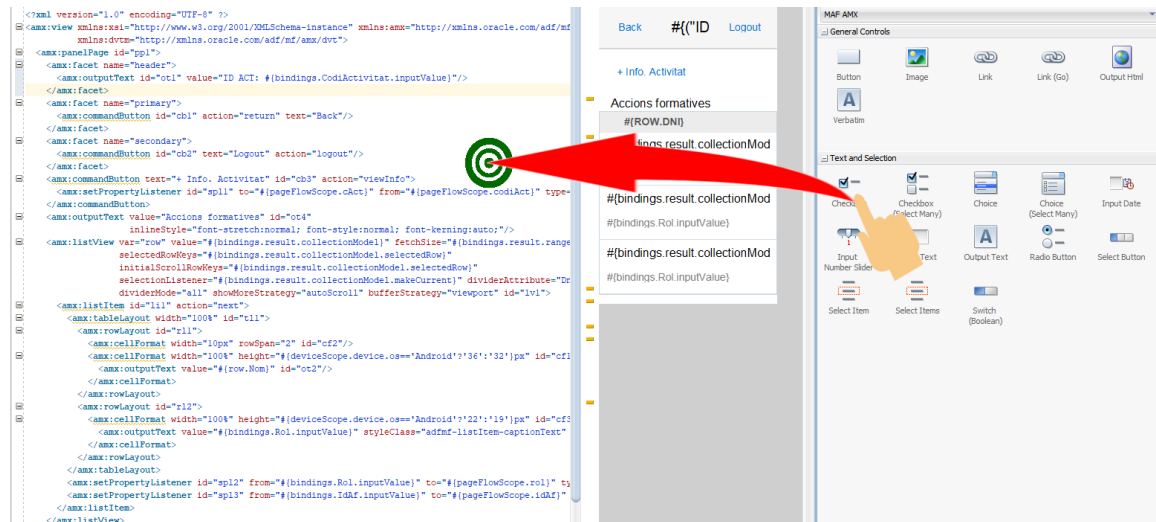 <?xml version="1.0" encoding="UTF-8" ?>
<amx:view xmlns:xsi="http://www.w3.org/2001/XMLSchema-instance" xmlns:amx="http://xmlns.oracle.com/adf/mf
xmlns:dvtm="http://xmlns.oracle.com/adf/mf/amx/dvt">
<amx:panelPage id="pp1">
<amx:facet name="header">
<amx:outputText id="ot1" value="ID ACT: #{bindings.CodiActivitat.inputValue}"/>
</amx:facet>
<amx:facet name="primary">
<amx:commandButton id="cb1" action="return" text="Back"/>
</amx:facet>
<amx:facet name="secondary">
<amx:commandButton id="cb2" text="Logout" action="logout"/>
</amx:facet>
<amx:commandButton text="+ Info. Activitat" id="cb3" action="viewInfo">
<amx:setPropertyListener id="spl1" to="#{pageFlowScope.cAct}" from="#{pageFlowScope.codiAct}" type=
</amx:commandButton>
<amx:outputText value="Accions formatives" id="ot4"
inlineStyle="font-stretch:normal; font-style:normal; font-kerning:auto;"/>
<amx:listView var="row" value="#{bindings.result.collectionModel}" fetchSize="#{bindings.result.range
selectedRowKeys="#{bindings.result.collectionModel.selectedRow}"
initialScrollRowKeys="#{bindings.result.collectionModel.selectedRow}"
selectionListener="#{bindings.result.collectionModel.makeCurrent}" dividerAttribute="Dn
dividerMode="all" showMoreStrategy="autoScroll" bufferStrategy="viewport" id="lv1">
<amx:listItem id="li1" action="next">
<amx:tableLayout width="100%" id="tl1">
<amx:rowLayout id="rl1">
<amx:cellFormat width="10px" rowSpan="2" id="cf2"/>
<amx:cellFormat width="100%" height="#{deviceScope.device.os=='Android'?'36':'32'}px" id="cf1
<amx:outputText value="#{row.Nom}" id="ot2"/>
</amx:cellFormat>
</amx:rowLayout>
<amx:rowLayout id="rl2">
<amx:cellFormat width="100%" height="#{deviceScope.device.os=='Android'?'22':'19'}px" id="cf3
<amx:outputText value="#{bindings.Rol.inputValue}" styleClass="adfmf-listItem-captionText"
</amx:cellFormat>
</amx:rowLayout>
</amx:tableLayout>
<amx:setPropertyListener id="spl2" from="#{bindings.Rol.inputValue}" to="#{pageFlowScope.rol}" ty
<amx:setPropertyListener id="spl3" from="#{bindings.IdAf.inputValue}" to="#{pageFlowScope.idAf}"
</amx:listItem>
</amx:listView>
Back #{("ID Logout
+ Info. Activitat
Accions formatives
#{ROW.DNI}
bindings.result.collectionMod
#{bindings.result.collectionMod
#{bindings.Rol.inputValue}
#{bindings.result.collectionMod
#{bindings.Rol.inputValue}
MAF AMX
General Controls
Button Image Link Link (Go) Output Html
Verbatim
Text and Selection
Checkbox (Select Many) Choice Choice (Select Many) Input Date
Input Number Slider Text Output Text Radio Button Select Button
Select Item Select Items Switch (Boolean)